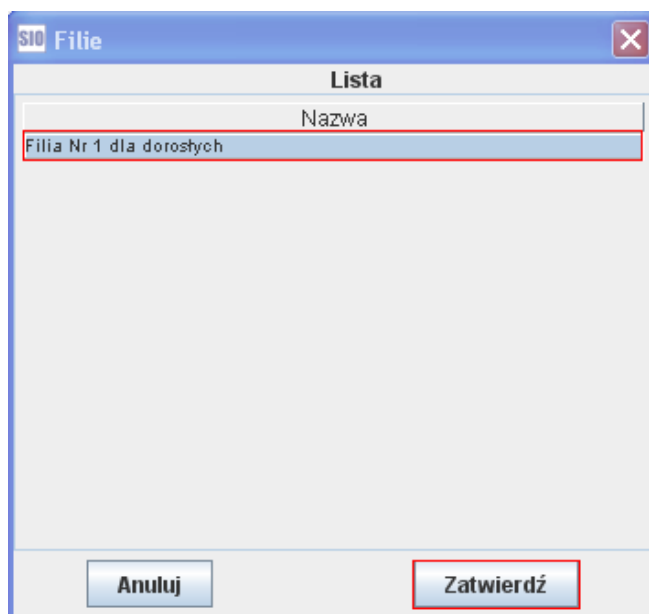 SIO Filie
Lista
Nazwa
Filia Nr 1 dla dorosłych
Anuluj Zatwierdź